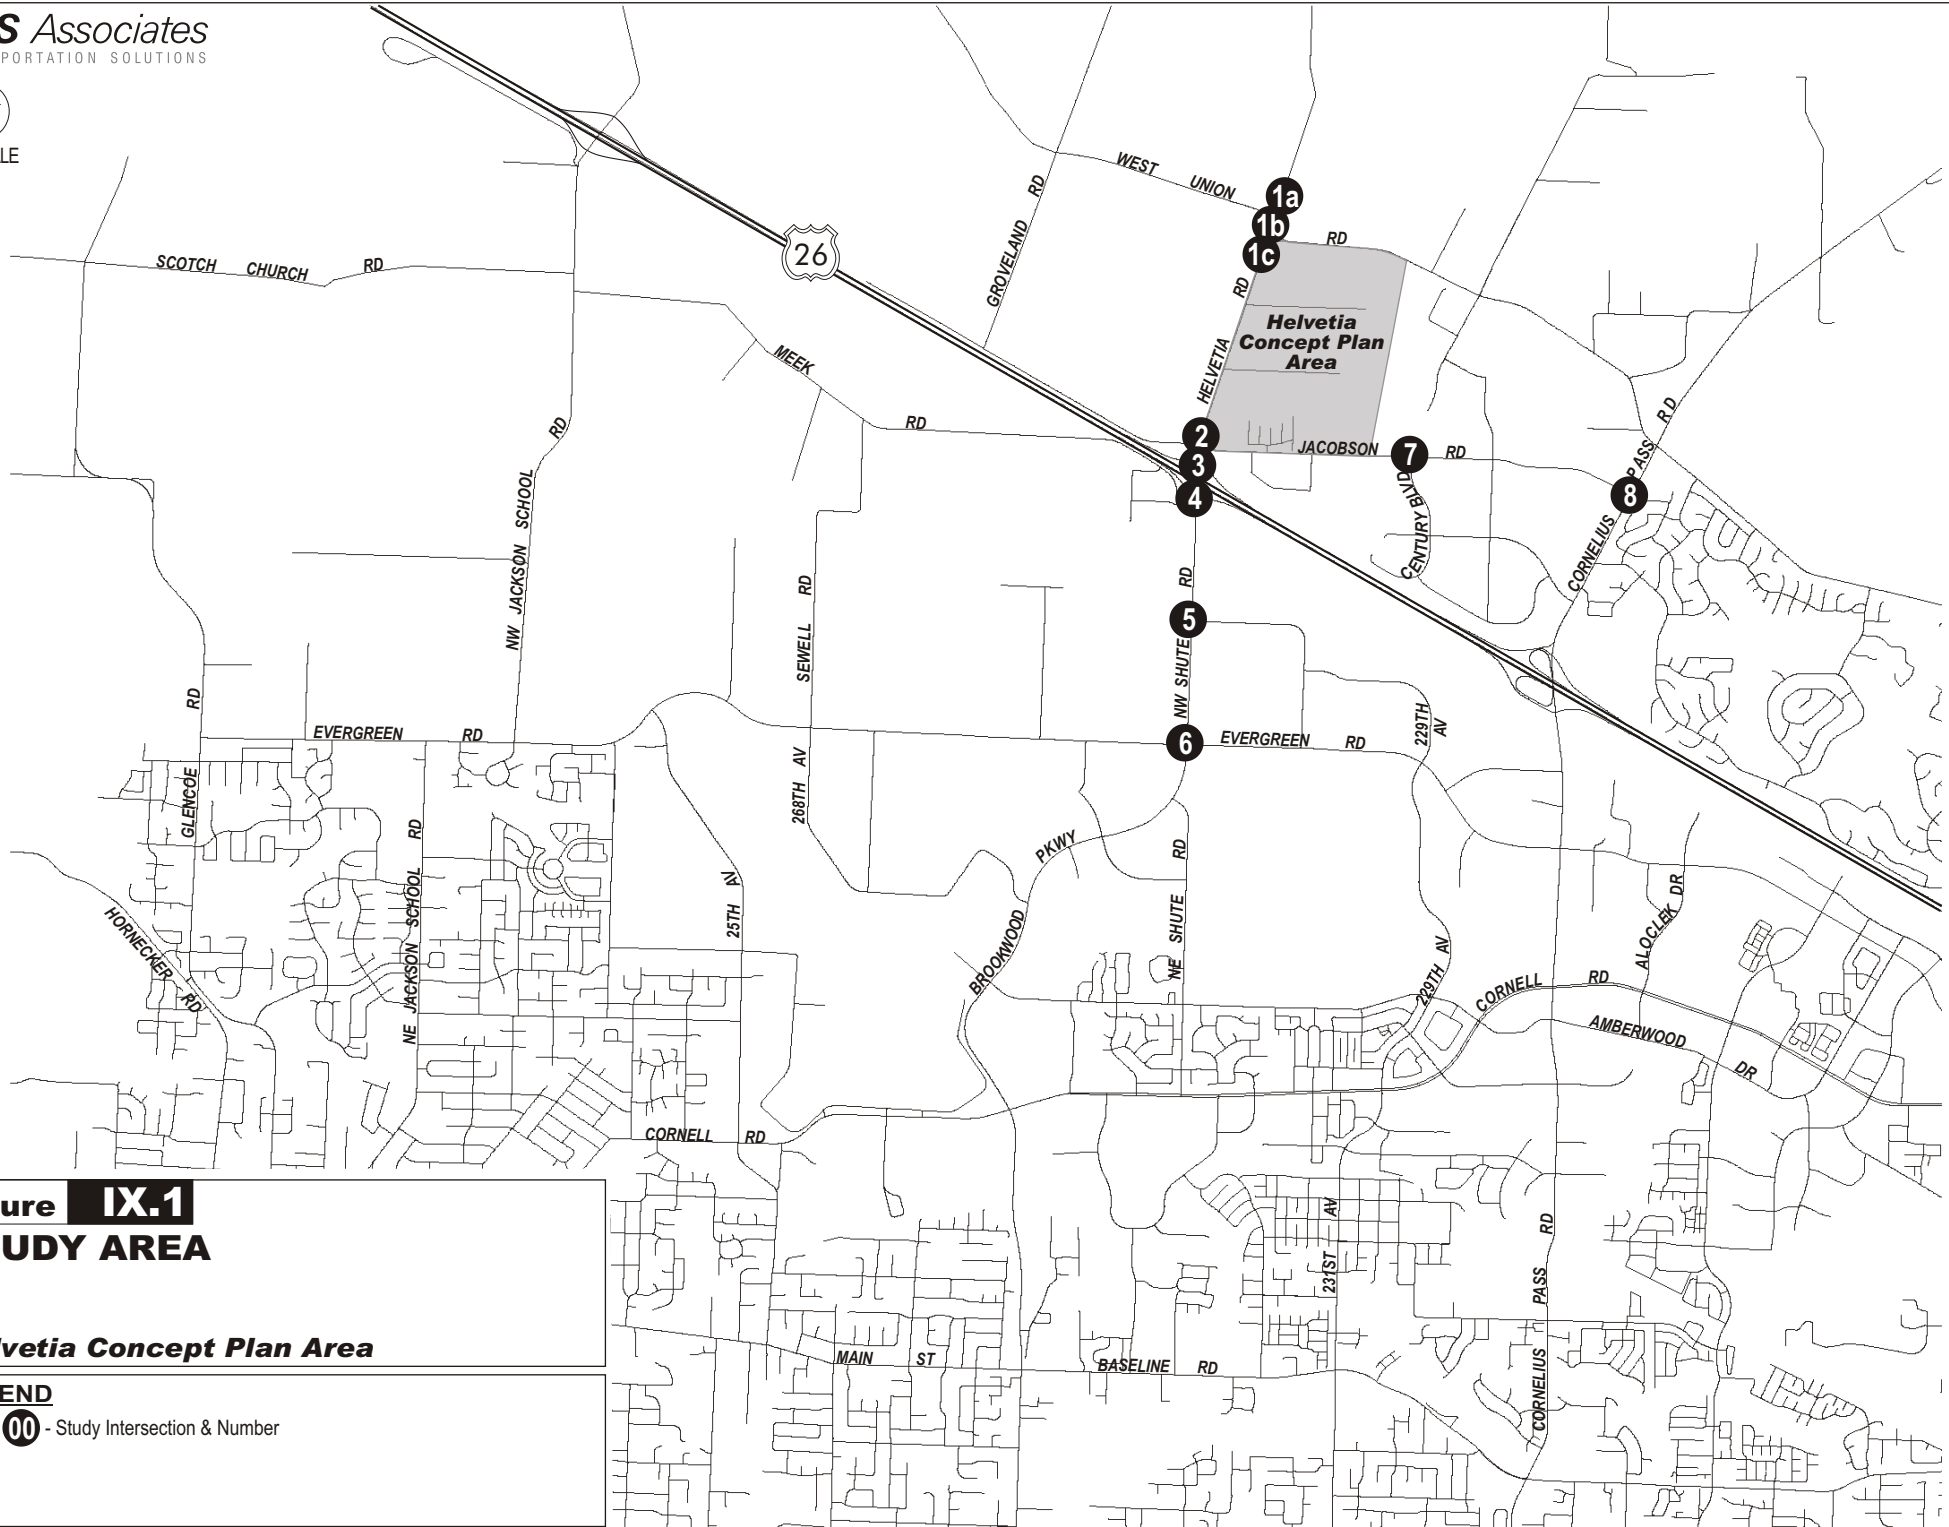 S Associates
PORTATION SOLUTIONS
LE
26
WEST UNION RD
GROVELAND RD
1a
1b
1c
HELVETIA RD
Helvetia
Concept Plan
Area
SCOTCH CHURCH RD
MEEK RD
NW JACKSON SCHOOL RD
2
3
4
JACOBSON RD
7
CENTURY BLVD
8
CORNELIUS PASS RD
SEWELL RD
5
NW SHUTE RD
6
EVERGREEN RD
229TH
AV
GLENCOE RD
EVERGREEN RD
268TH AV
25TH AV
BROOKWOOD PKWY
NE SHUTE RD
229TH AV
ALOCLEK DR
HORNECKER RD
NE JACKSON SCHOOL RD
CORNELL RD
AMBERWOOD DR
CORNELL RD
231ST AV
CORNELIUS PASS RD
MAIN ST
BASELINE RD
ure IX.1
UDY AREA
lvetia Concept Plan Area
END
00 - Study Intersection & Number